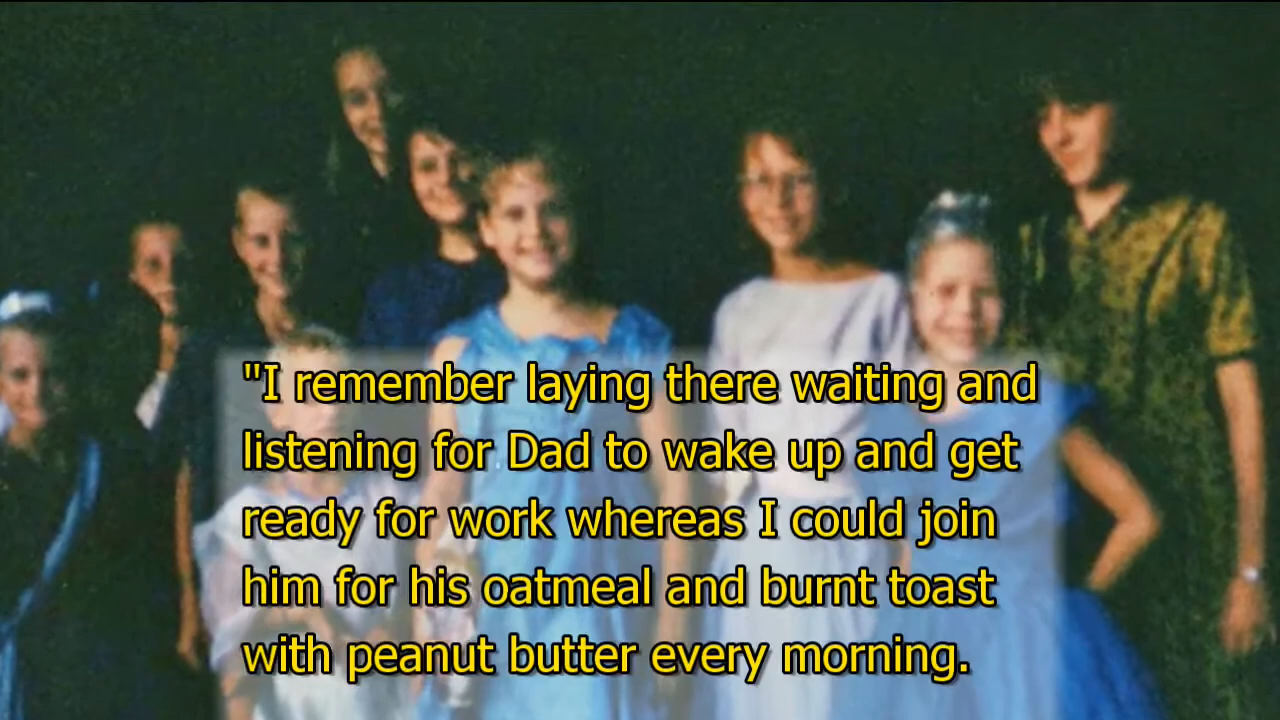 "I remember laying there waiting and
listening for Dad to wake up and get
ready for work whereas I could join
him for his oatmeal and burnt toast
with peanut butter every morning.